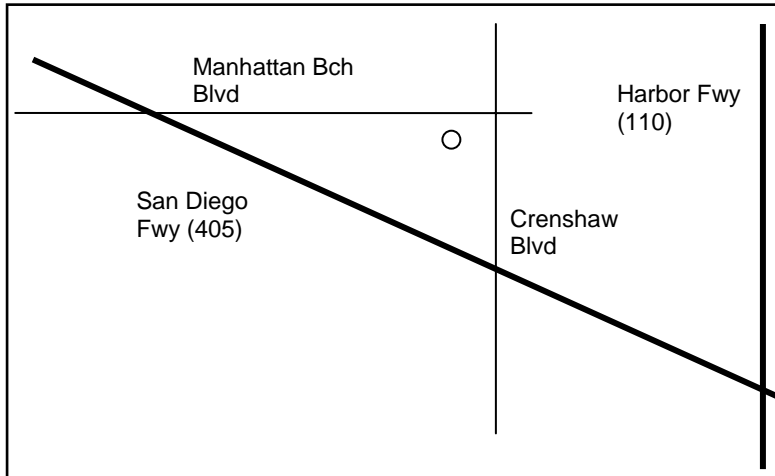 Manhattan Bch
Blvd
Harbor Fwy
(110)
San Diego
Fwy (405)
Crenshaw
Blvd